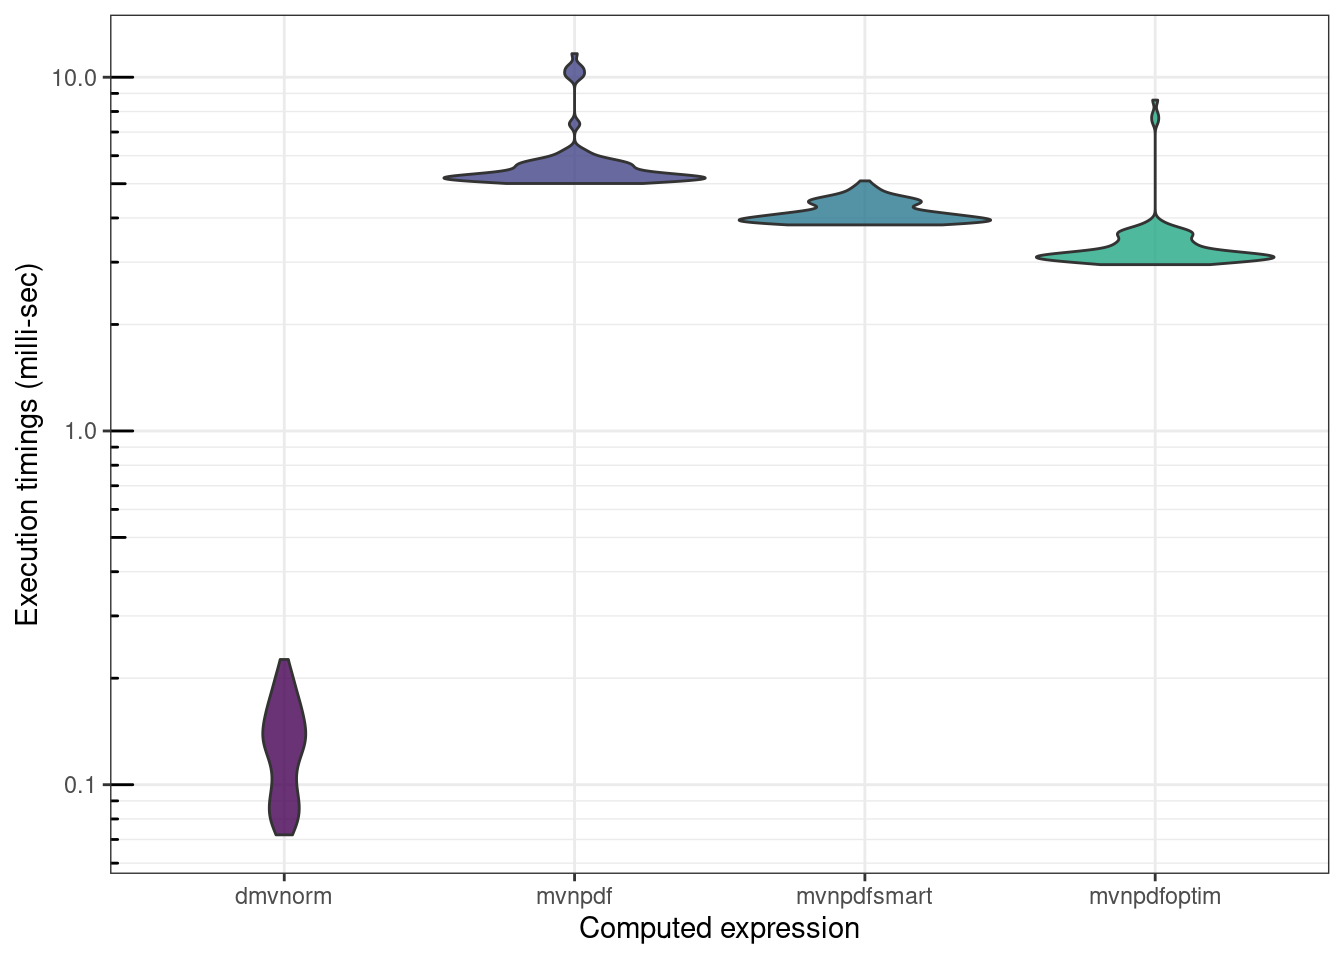 Execution timings (milli-sec)
10.0
1.0
0.1
dmvnorm mvnpdf mvnpdfsmart mvnpdfoptim
Computed expression